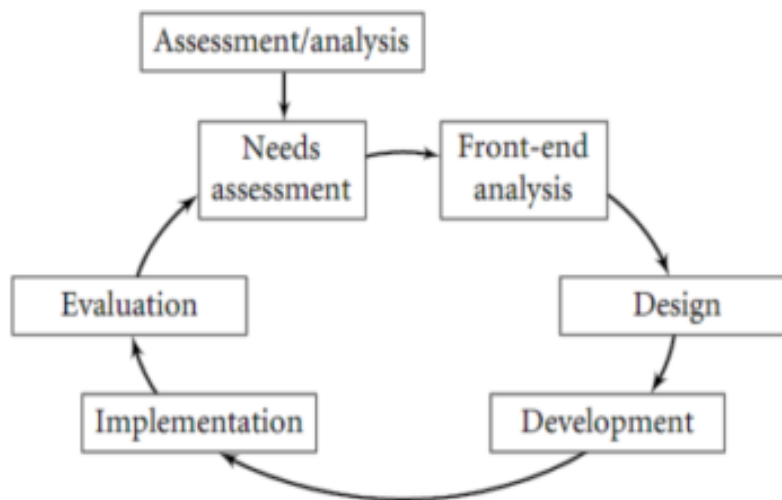 Assessment/analysis
Needs
assessment
Front-end
analysis
Evaluation
Design
Implementation
Development